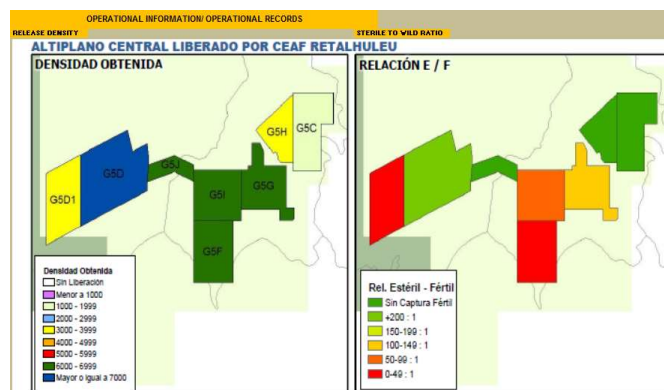 OPERATIONAL INFORMATION/ OPERATIONAL RECORDS
RELEASE DENSITY
STERILE TO WILD RATIO
ALTIPLANO CENTRAL LIBERADO POR CEAF RETALHULEU
DENSIDAD OBTENIDA
G5H
G5C
G5J
G5D
G5D1
G5I
G5G
G5F
Densidad Obtenida
Sin Liberación
Menor a 1000
1000 - 1999
2000 - 2999
3000 - 3999
4000 - 4999
5000 - 5999
6000 - 6999
Mayor o igual a 7000
RELACIÓN E / F
Rel. Estéril - Fértil
Sin Captura Fértil
+200 : 1
150-199 : 1
100-149 : 1
50-99 : 1
0-49 : 1